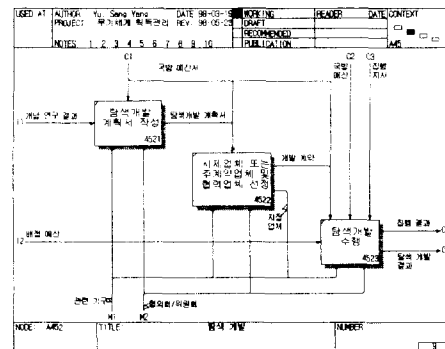 USED AT
AUTHOR Yu, Sang Yang
DATE 98-03-19
WORKING
READER
DATE
CONTEXT
PROJECT 무기체계 획득관리
REV: 98-05-23
DRAFT
RECOMMENDED
NOTES 1 2 3 4 5 6 7 8 9 10
PUBLICATION
A45
C1
C2
C3
국방 예산서
국방
예산
집행
지시
I1
개념 연구 결과
탐색개발
계획서 작성
4521
탐색개발 계획서
시제업체 또는
주계약업체 및
협력업체 선정
4522
개발 계약
지정
업체
I2
배정 예산
탐색개발
수행
4523
집행 결과
탐색 개발
결과
관련 기구
협의회/위원회
M1
M2
NODE: A452
TITLE:
탐색 개발
NUMBER
9